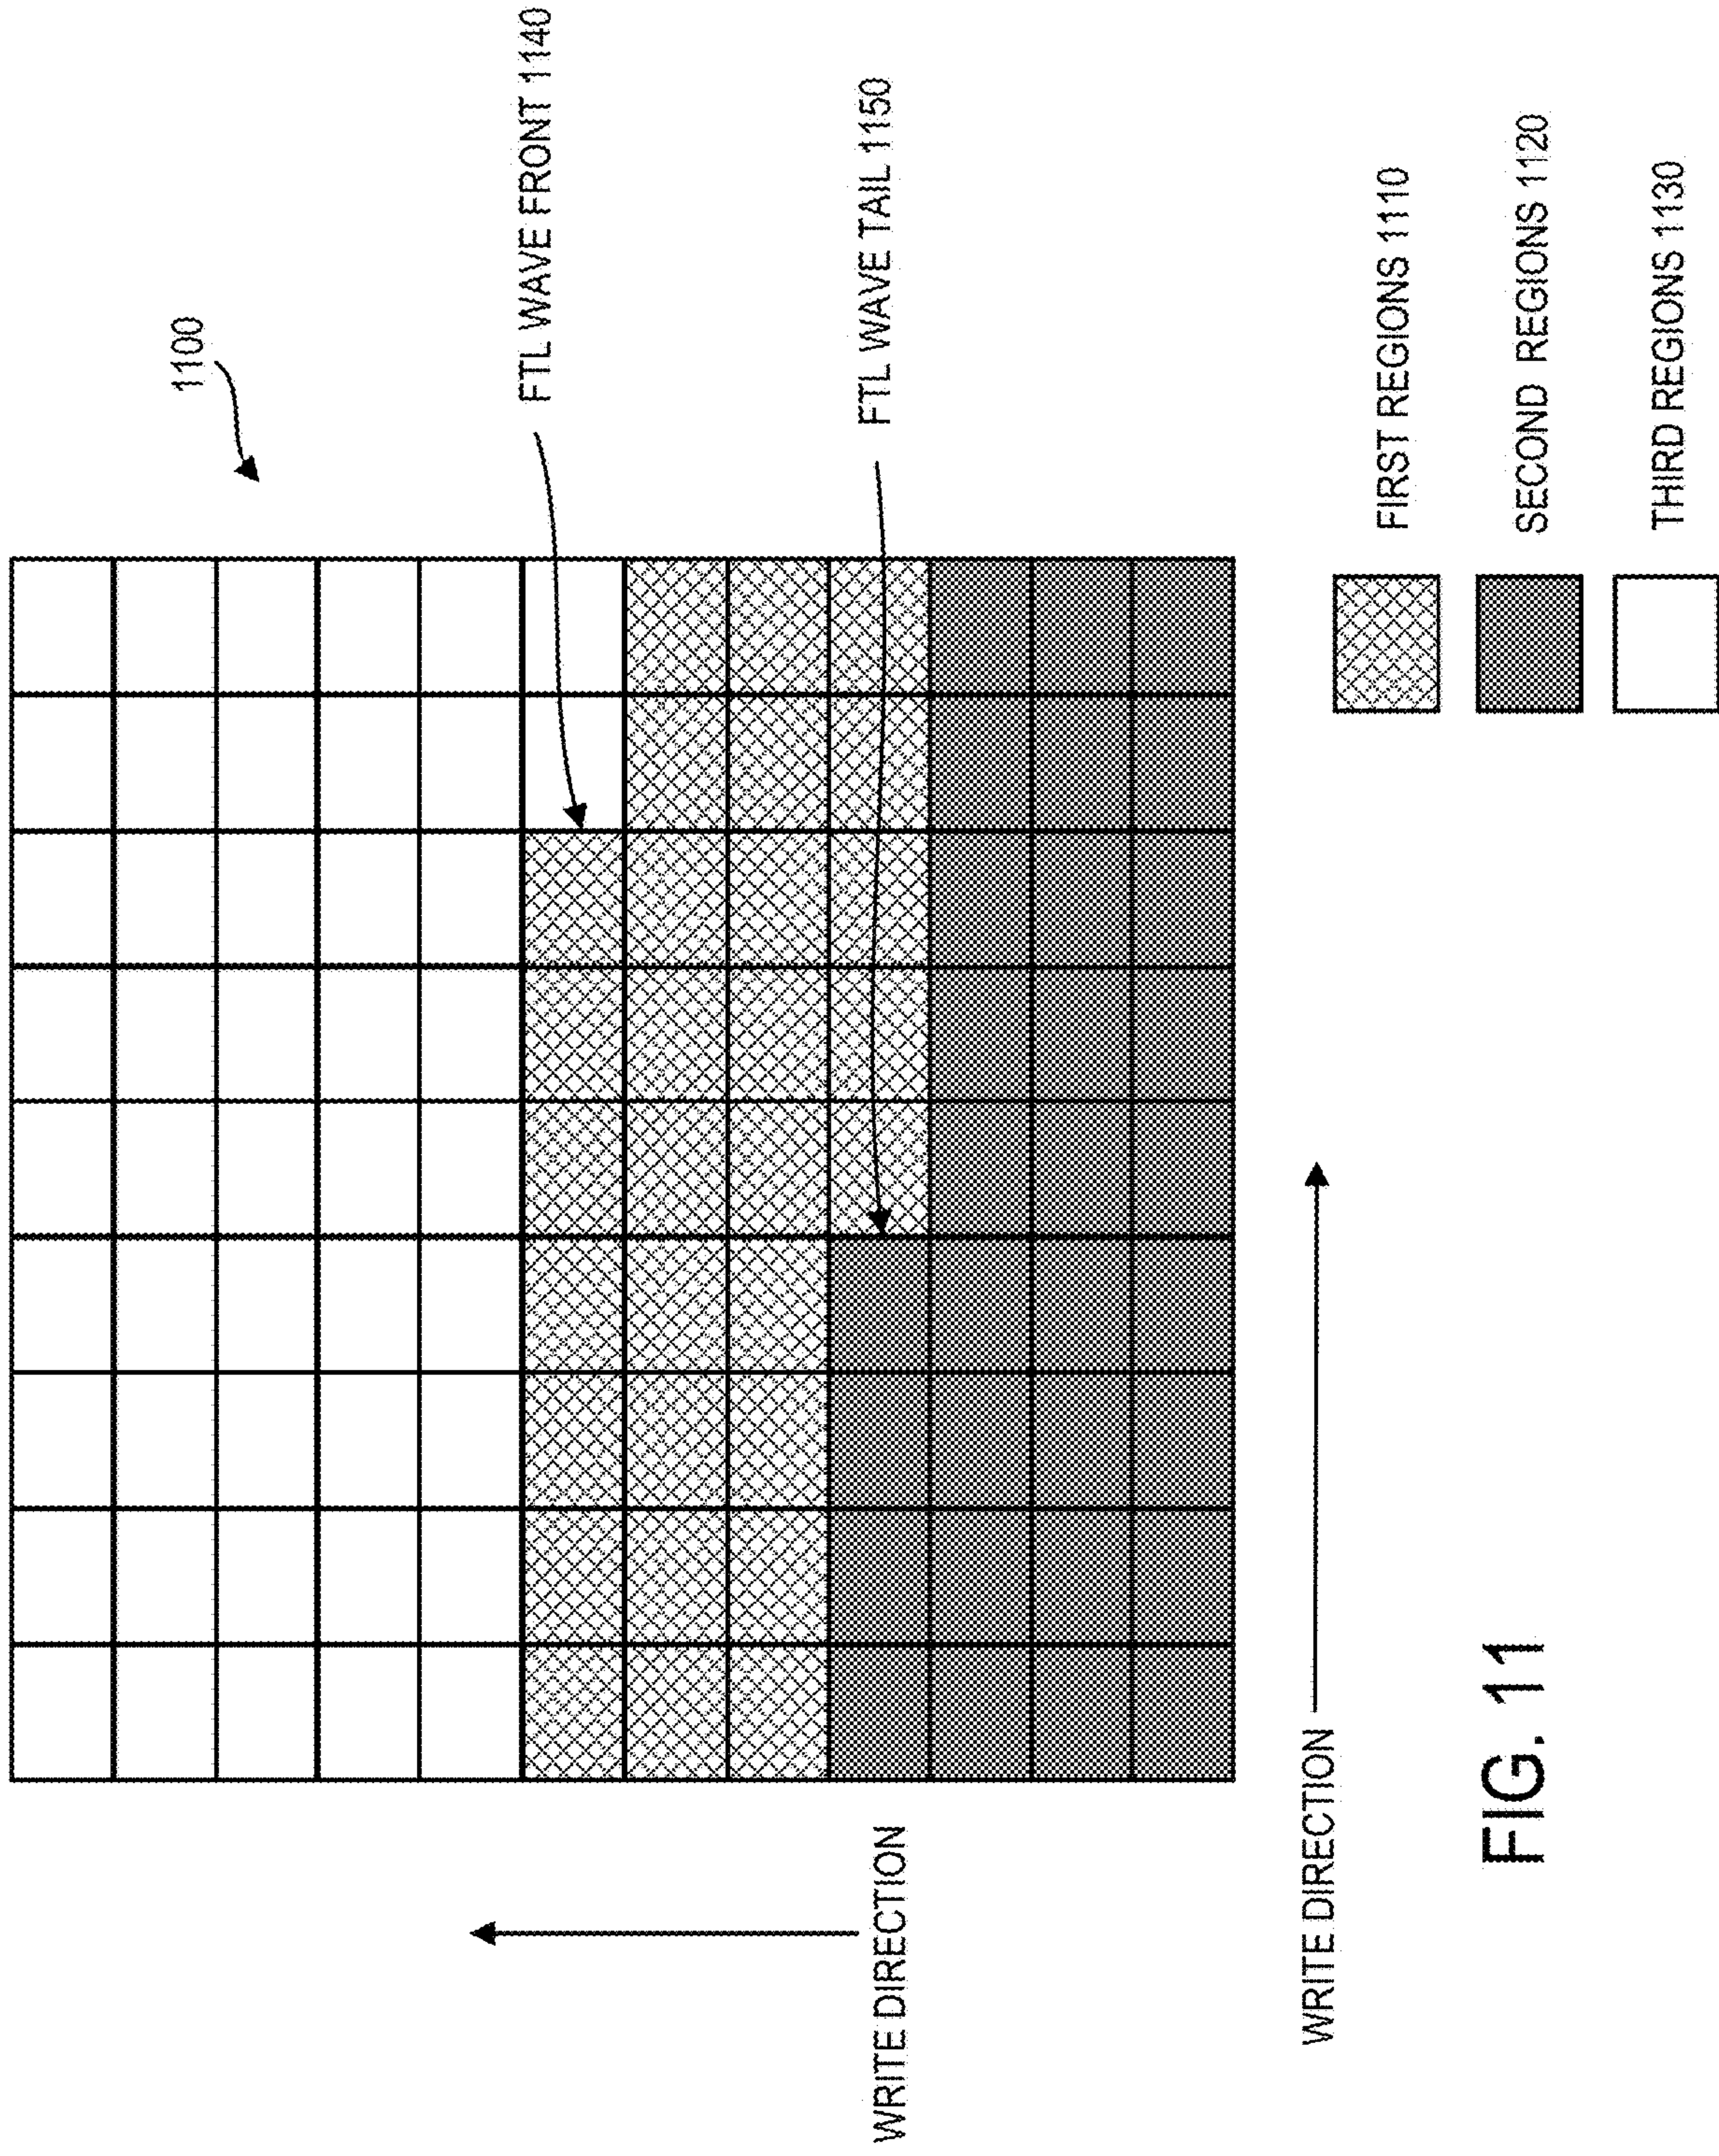 1100
FTL WAVE FRONT 1140
FTL WAVE TAIL 1150
WRITE DIRECTION
WRITE DIRECTION
FIRST REGIONS 1110
SECOND REGIONS 1120
THIRD REGIONS 1130
FIG. 11